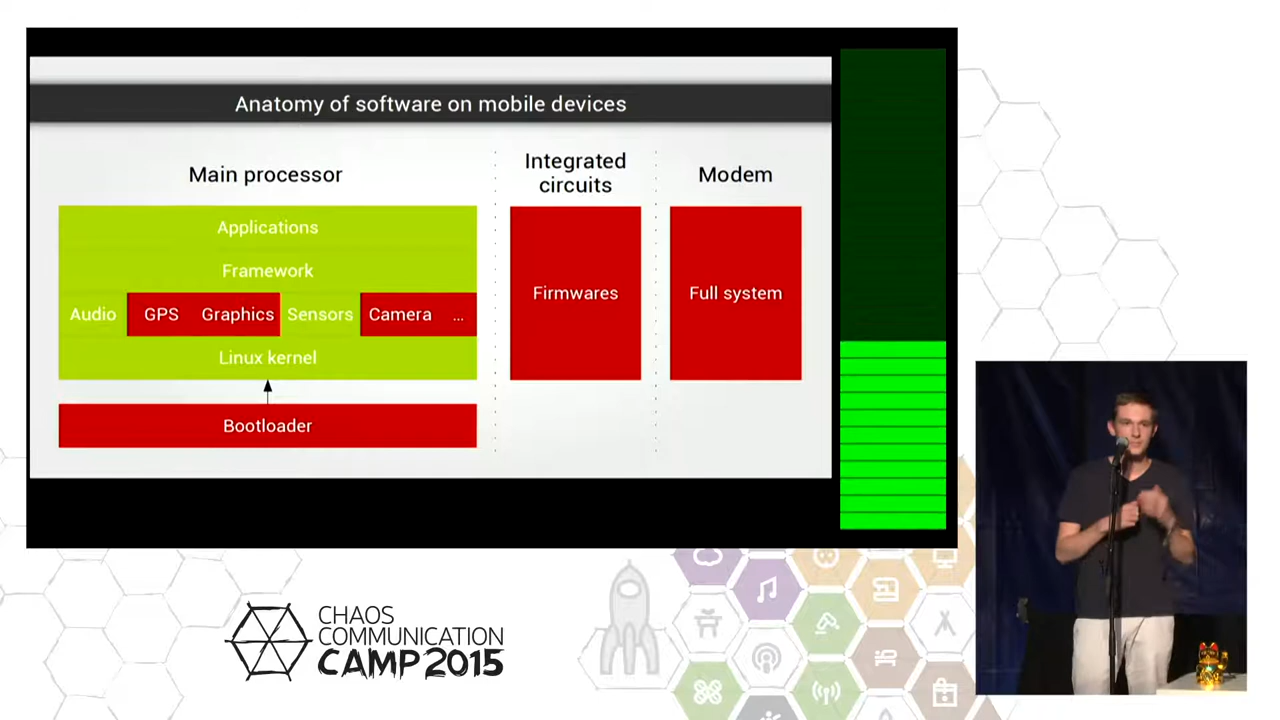 Anatomy of software on mobile devices
Main processor
Integrated
circuits
Modem
Applications
Framework
Audio
GPS
Graphics
Sensors
Camera
...
Linux kernel
Bootloader
Firmwares
Full system
CHAOS
COMMUNICATION
CAMP 2015